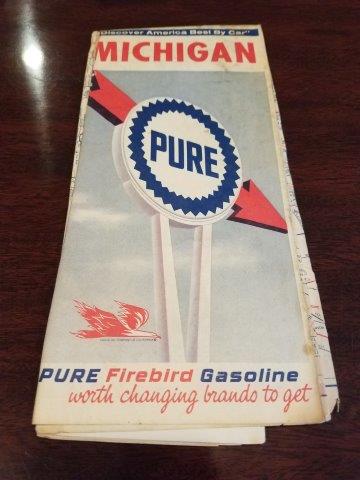 "Discover America Best By Car"
MICHIGAN
PURE
PURE Firebird Gasoline
worth changing brands to get